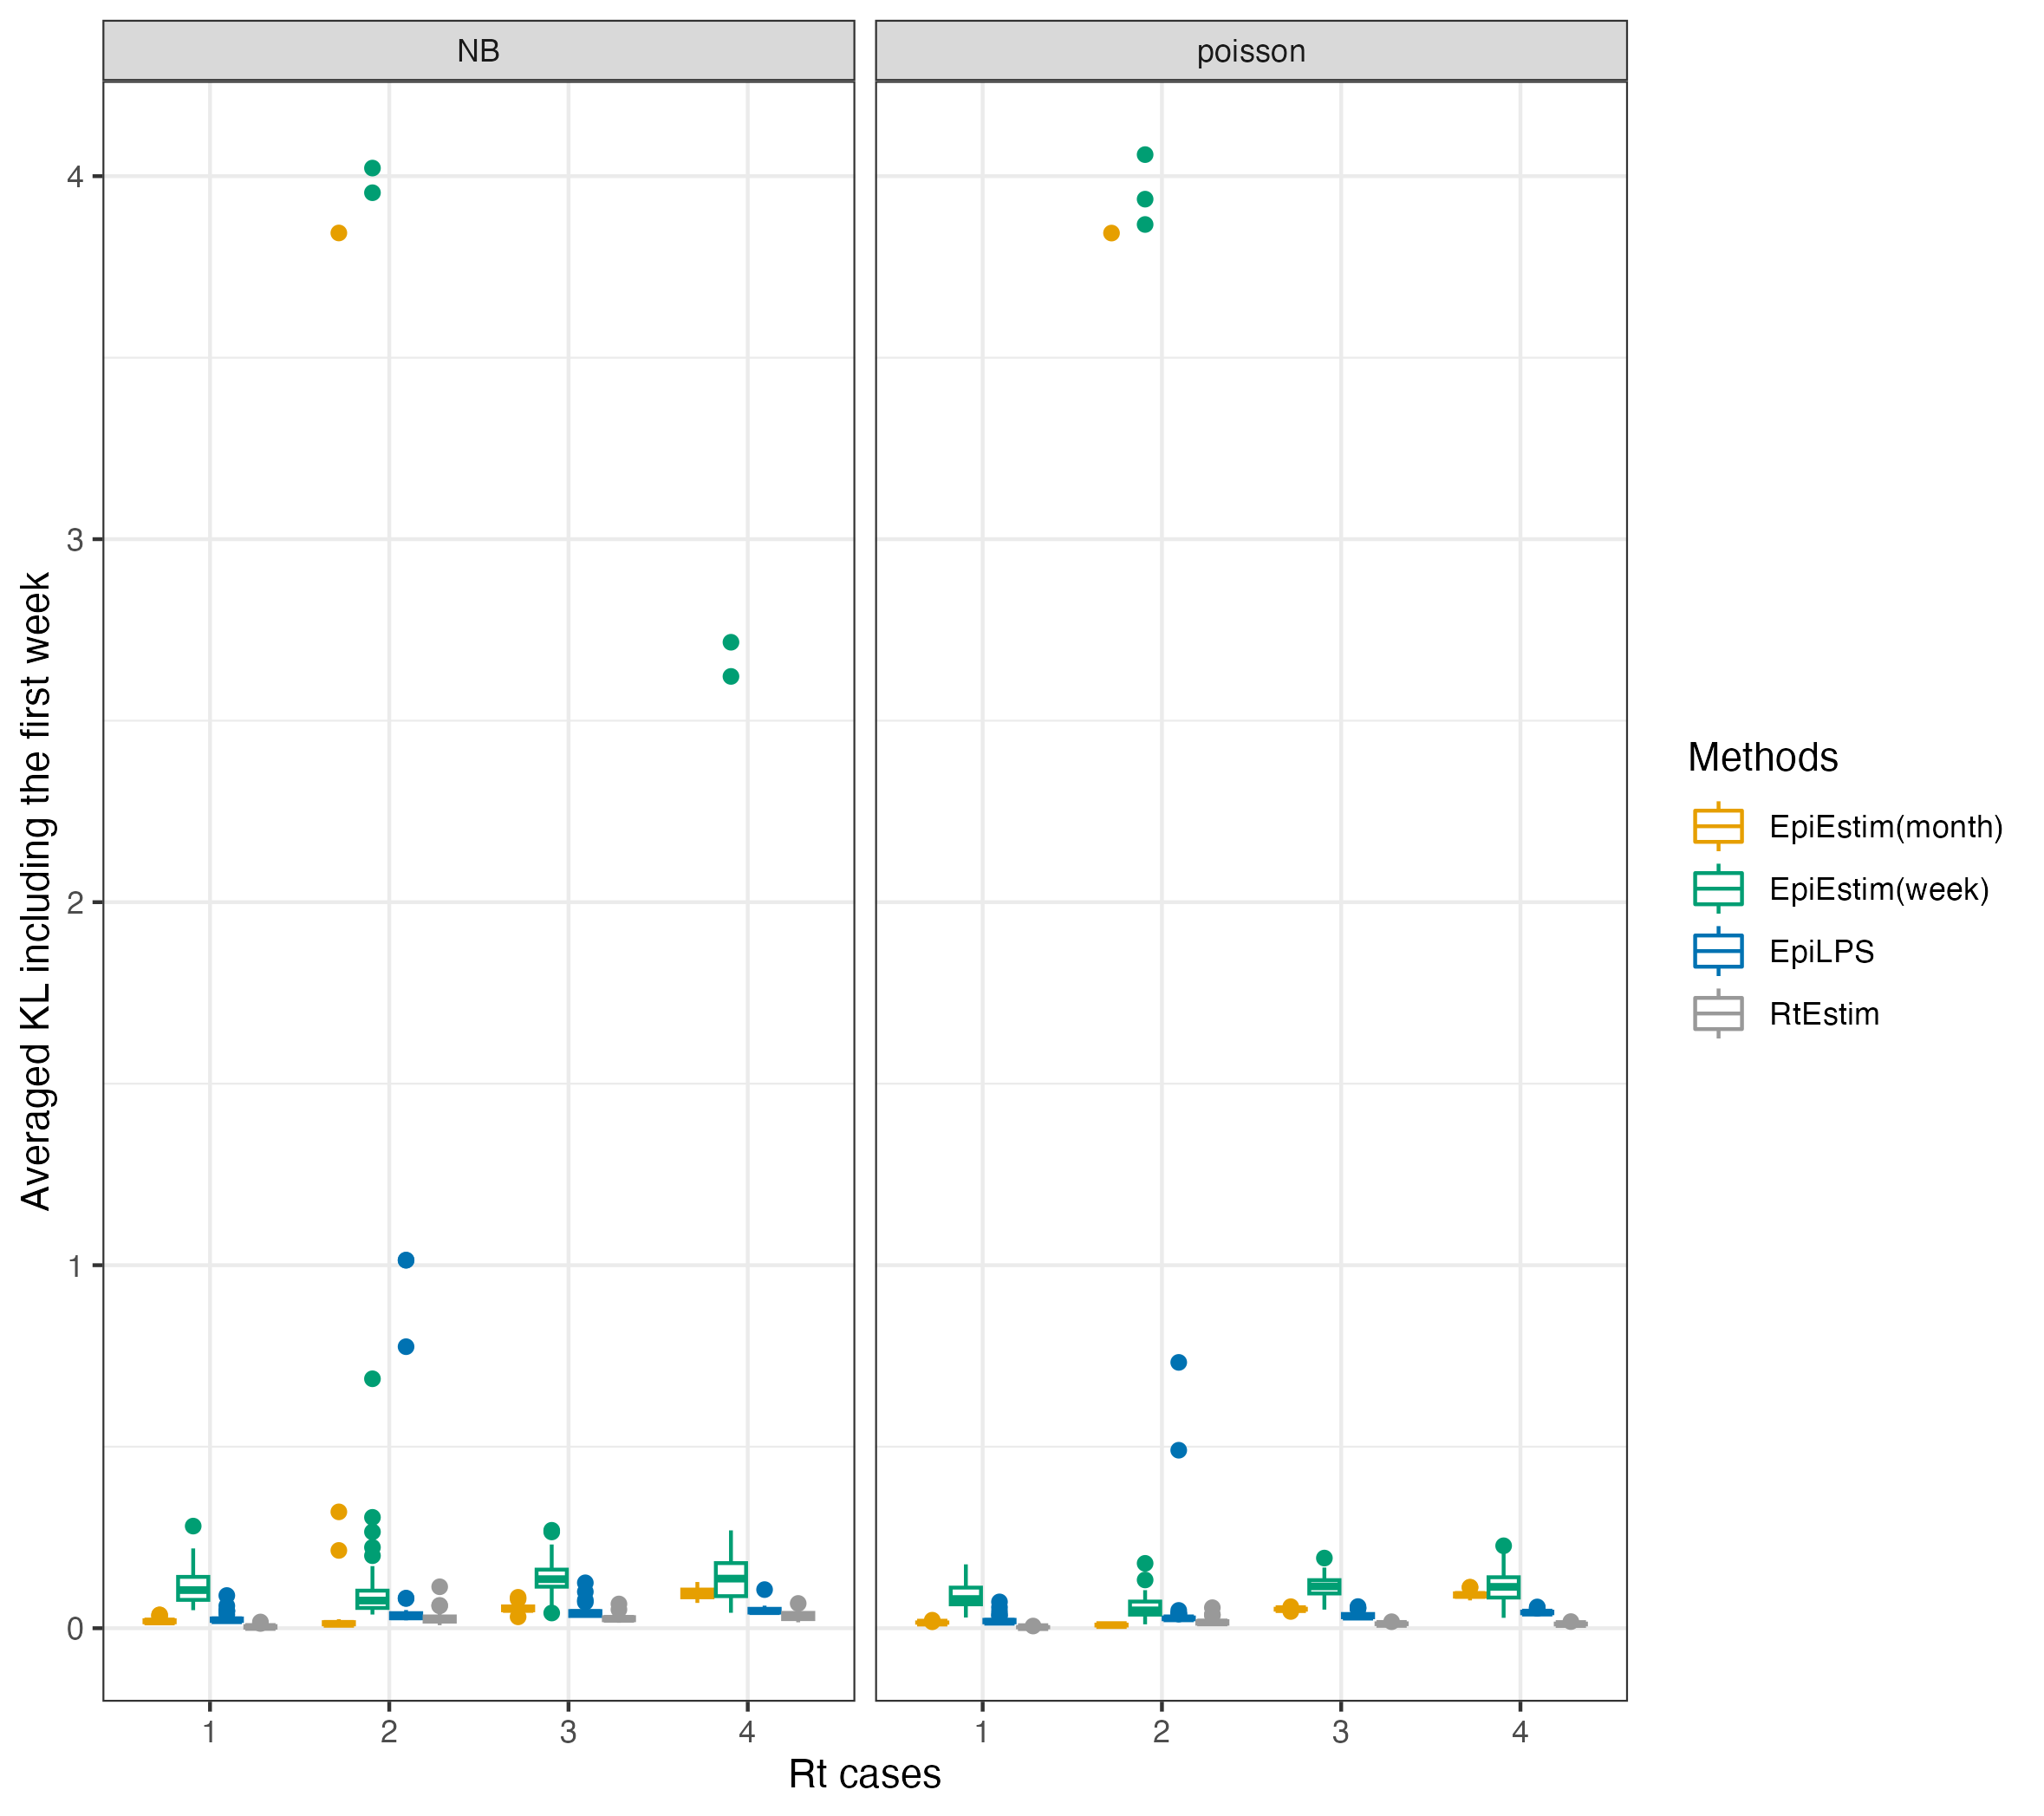 NB
poisson
Averaged KL including the first week
4
3
2
1
0
1 2 3 4
1 2 3 4
Rt cases
Methods
EpiEstim(month)
EpiEstim(week)
EpiLPS
RtEstim